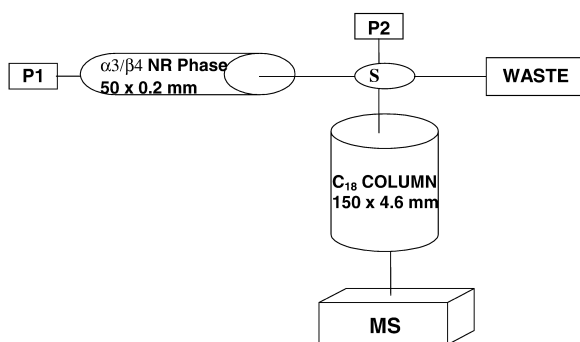 P2
α3/β4 NR Phase
50 x 0.2 mm
P1
S
WASTE
C₁₈ COLUMN
150 x 4.6 mm
MS